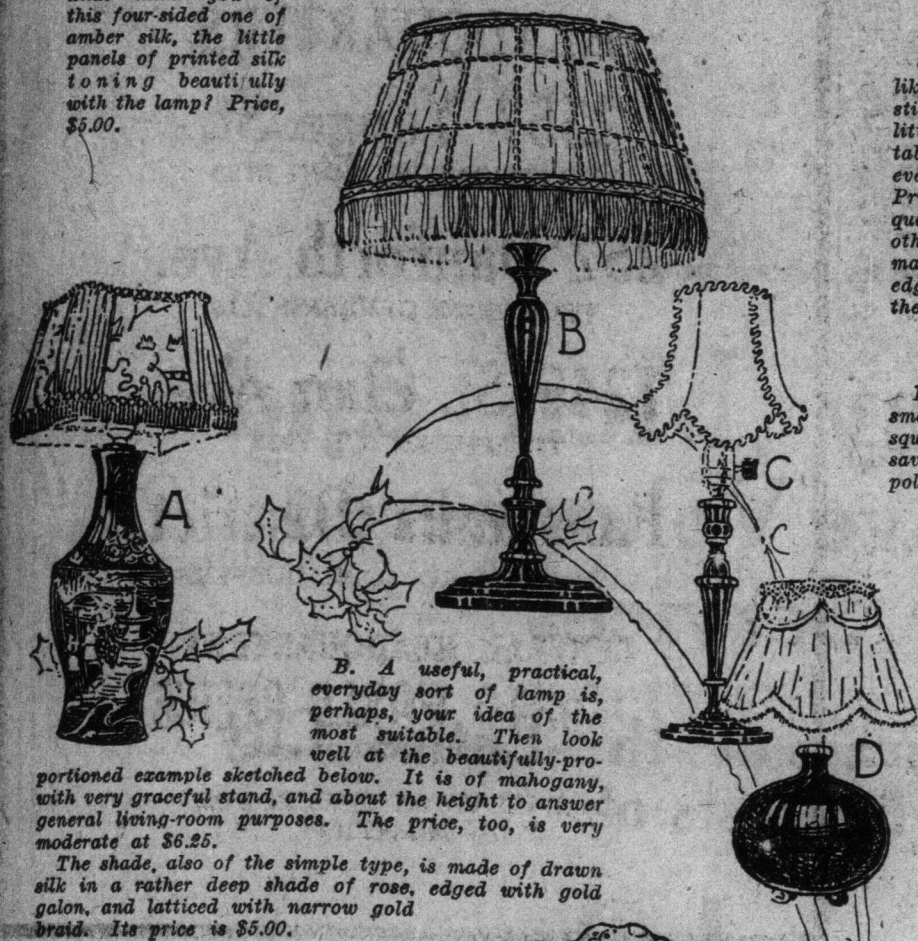 this four-sided one of
amber silk, the little
panels of printed silk
toning beautifully
with the lamp? Price,
$5.00.
B
A
C
C
D
B. A useful, practical,
everyday sort of lamp is,
perhaps, your idea of the
most suitable. Then look
well at the beautifully-pro-
portioned example sketched below. It is of mahogany,
with very graceful stand, and about the height to answer
general living-room purposes. The price, too, is very
moderate at $6.25.
The shade, also of the simple type, is made of drawn
silk in a rather deep shade of rose, edged with gold
galon, and latticed with narrow gold
braid. Its price is $5.00.